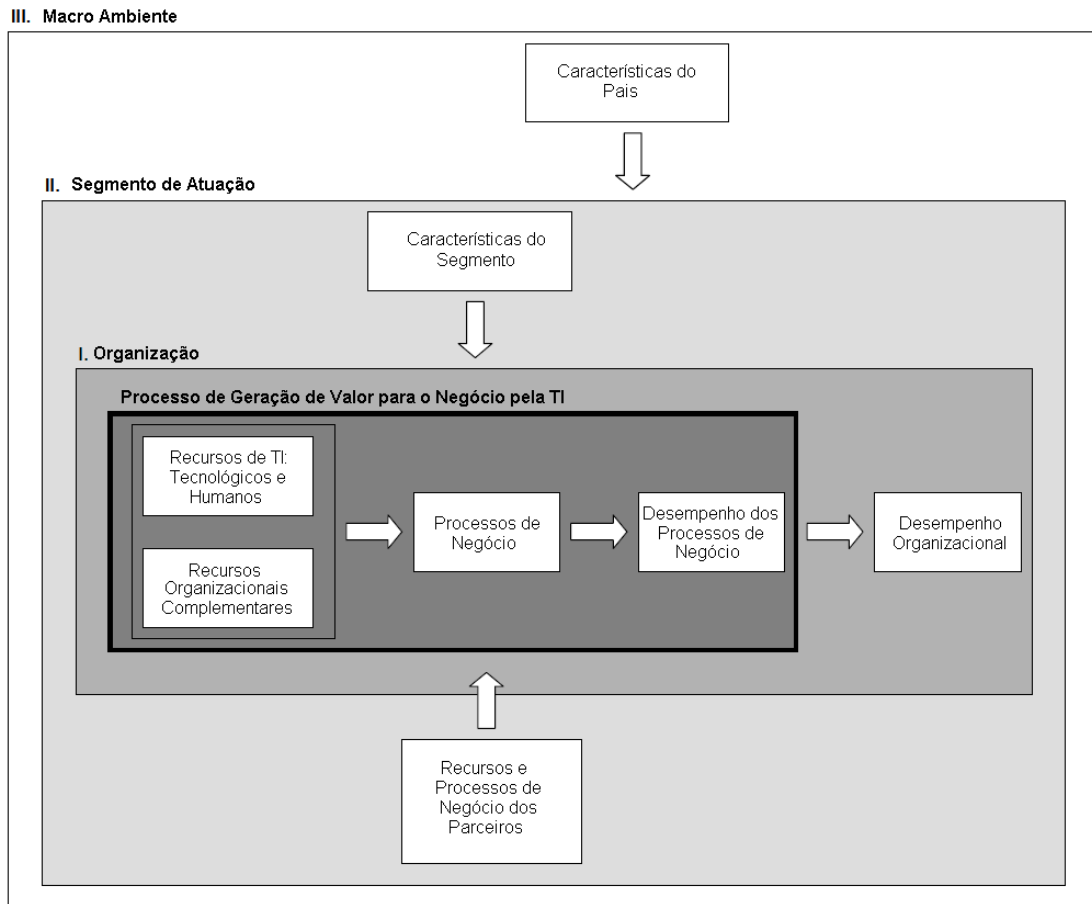 III. Macro Ambiente
Características do
Pais
II. Segmento de Atuação
Características do
Segmento
I. Organização
Processo de Geração de Valor para o Negócio pela TI
Recursos de TI:
Tecnológicos e
Humanos
Recursos
Organizacionais
Complementares
Processos de
Negócio
Desempenho dos
Processos de
Negócio
Desempenho
Organizacional
Recursos e
Processos de
Negócio dos
Parceiros